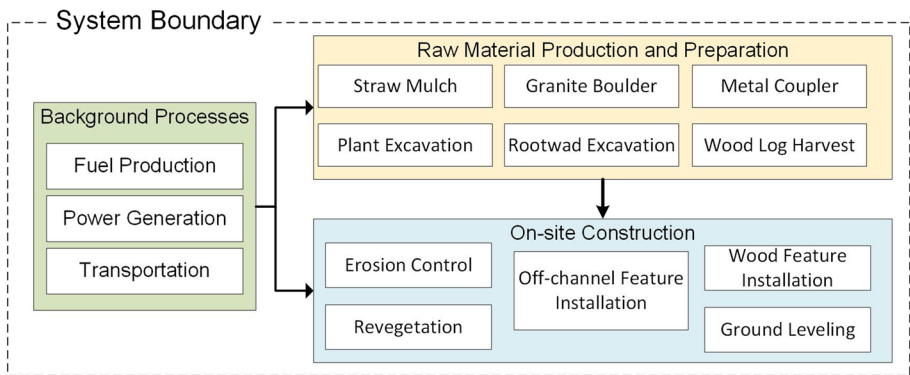 System Boundary
Background Processes
Fuel Production
Power Generation
Transportation
Raw Material Production and Preparation
Straw Mulch
Granite Boulder
Metal Coupler
Plant Excavation
Rootwad Excavation
Wood Log Harvest
On-site Construction
Erosion Control
Revegetation
Off-channel Feature
Installation
Wood Feature
Installation
Ground Leveling